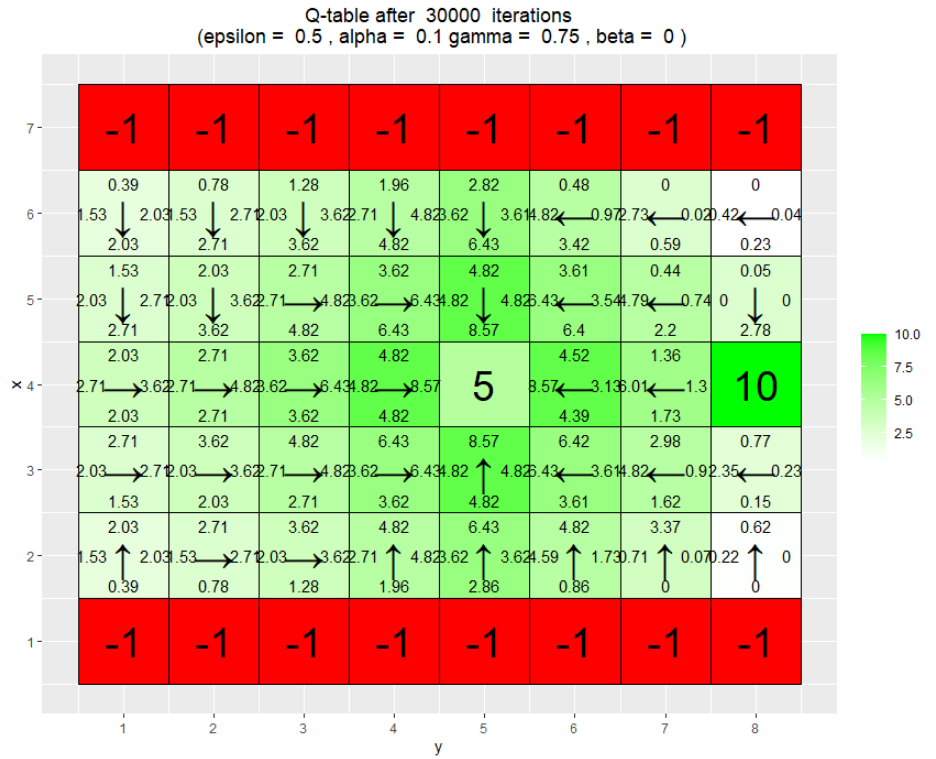 Q-table after 30000 iterations
(epsilon = 0.5 , alpha = 0.1 gamma = 0.75 , beta = 0 )
7 -1 -1 -1 -1 -1 -1 -1 -1
0.39 0.78 1.28 1.96 2.82 0.48 0 0
6 1.53 2.03 1.53 2.71 2.03 3.62 2.71 4.82 3.62 3.61 4.82 0.97 2.73 0.02 0.42 0.04
2.03 2.71 3.62 4.82 6.43 3.42 0.59 0.23
1.53 2.03 2.71 3.62 4.82 3.61 0.44 0.05
5 2.03 2.71 2.03 3.62 2.71 4.82 3.62 6.43 4.82 4.82 6.43 3.54 4.79 0.74 0 0
2.71 3.62 4.82 6.43 8.57 6.4 2.2 2.78
2.03 2.71 3.62 4.82 4.52 1.36
x 4 2.71 3.62 2.71 4.82 3.62 6.43 4.82 8.57 5 8.57 3.13 6.01 1.3 10
2.03 2.71 3.62 4.82 4.39 1.73
2.71 3.62 4.82 6.43 8.57 6.42 2.98 0.77
3 2.03 2.71 2.03 3.62 2.71 4.82 3.62 6.43 4.82 4.82 6.43 3.61 4.82 0.9 2.35 0.23
1.53 2.03 2.71 3.62 4.82 3.61 1.62 0.15
2.03 2.71 3.62 4.82 6.43 4.82 3.37 0.62
2 1.53 2.03 1.53 2.71 2.03 3.62 2.71 4.82 3.62 3.62 4.59 1.73 0.71 0.07 0.22 0
0.39 0.78 1.28 1.96 2.86 0.86 0 0
1 -1 -1 -1 -1 -1 -1 -1 -1
1 2 3 4 5 6 7 8
y
10.0
7.5
5.0
2.5